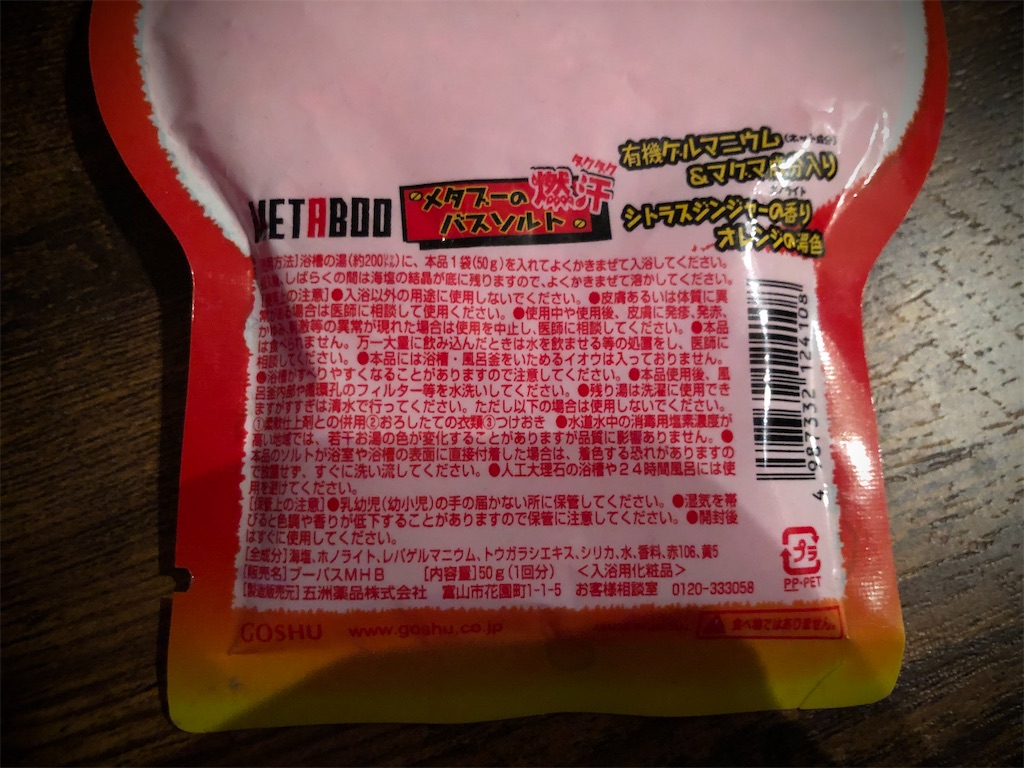 有機ゲルマニウム
&マグマ成分入り
シトラスジンジャーの香り
オレンジの湯色
METABOO
メタブーの
ダクダク
燃汗
バスソルト
方法]浴槽の湯(約200㍑)に、本品1袋(50g)を入れてよくかきまぜて入浴してください。
、しばらくの間は海塩の結晶が底に残りますので、よくかきまぜて溶かしてください。
上の注意]●入浴以外の用途に使用しないでください。●皮膚あるいは体質に異
常がある場合は医師に相談して使用ください。●使用中や使用後、皮膚に発疹、発赤、
かゆみ、刺激等の異常が現れた場合は使用を中止し、医師に相談してください。●本品
は食べられません。万一大量に飲み込んだときは水を飲ませる等の処置をし、医師に
相談してください。●本品には浴槽・風呂釜をいためるイオウは入っておりません。
●浴槽がすべりやすくなることがありますので注意してください。●本品使用後、風
呂釜内部や循環孔のフィルター等を水洗いしてください。●残り湯は洗濯に使用でき
ますがすすぎは清水で行ってください。ただし以下の場合は使用しないでください。
①柔軟仕上剤との併用②おろしたての衣類③つけおき ●水道水中の消毒用塩素濃度が
高い地域では、若干お湯の色が変化することがありますが品質に影響ありません。●
本品のソルトが浴室や浴槽の表面に直接付着した場合は、着色する恐れがありますの
で放置せず、すぐに洗い流してください。●人工大理石の浴槽や24時間風呂には使
用を避けてください。
[保管上の注意]●乳幼児(幼小児)の手の届かない所に保管してください。●湿気を帯
びると色調や香りが低下することがありますので保管に注意してください。●開封後
はすぐに使用してください。
[全成分]海塩、ホノライト、レパゲルマニウム、トウガラシエキス、シリカ、水、香料、赤106、黄5
[販売名]ブーバスMHB [内容量]50g(1回分) <入浴用化粧品>
[製造販売元]五洲薬品株式会社 富山市花園町1-1-5 お客様相談室 0120-333058
4 987332 124108
プラ
PP-PET
GOSHU www.goshu.co.jp
食べ物ではありません。